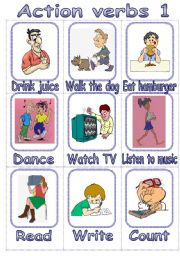 Action verbs 1
Drink juice Walk the dog Eat hamburger
Dance Watch TV Listen to music
Read Write Count